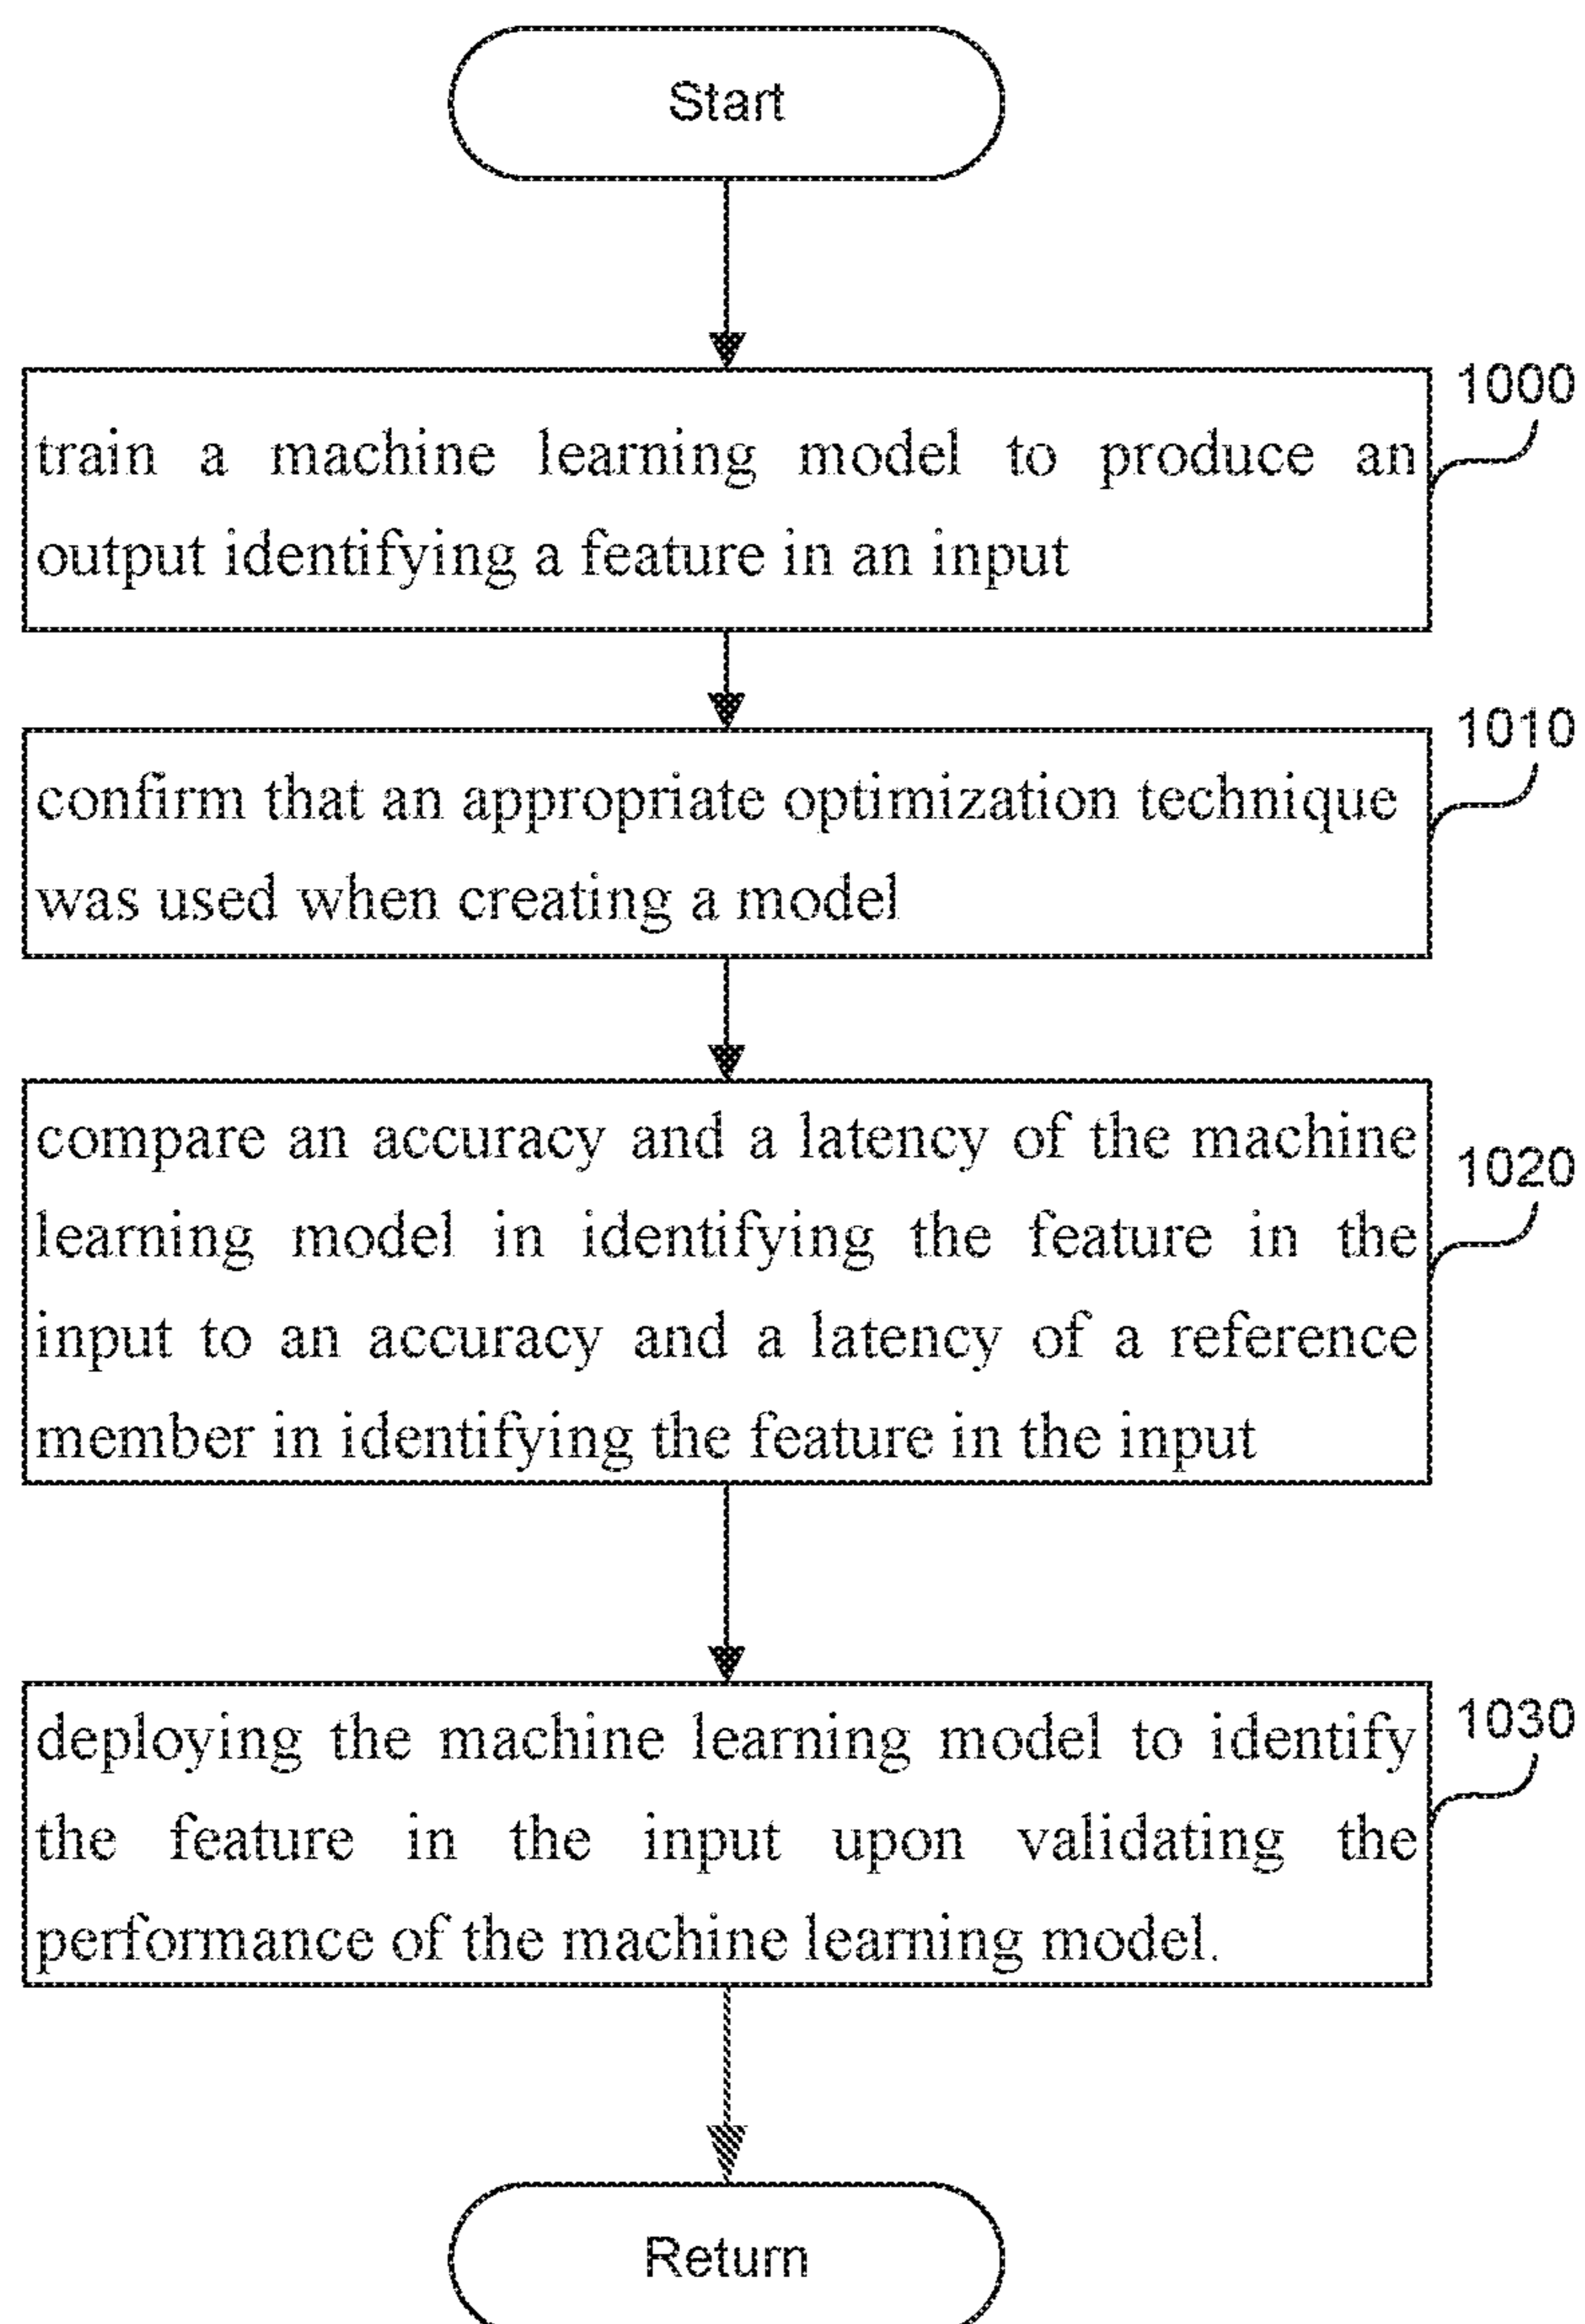 Start
1000
train a machine learning model to produce an
output identifying a feature in an input
1010
confirm that an appropriate optimization technique
was used when creating a model
compare an accuracy and a latency of the machine
1020
learning model in identifying the feature in the
input to an accuracy and a latency of a reference
member in identifying the feature in the input
1030
deploying the machine learning model to identify
the feature in the input upon validating the
performance of the machine learning model.
Return